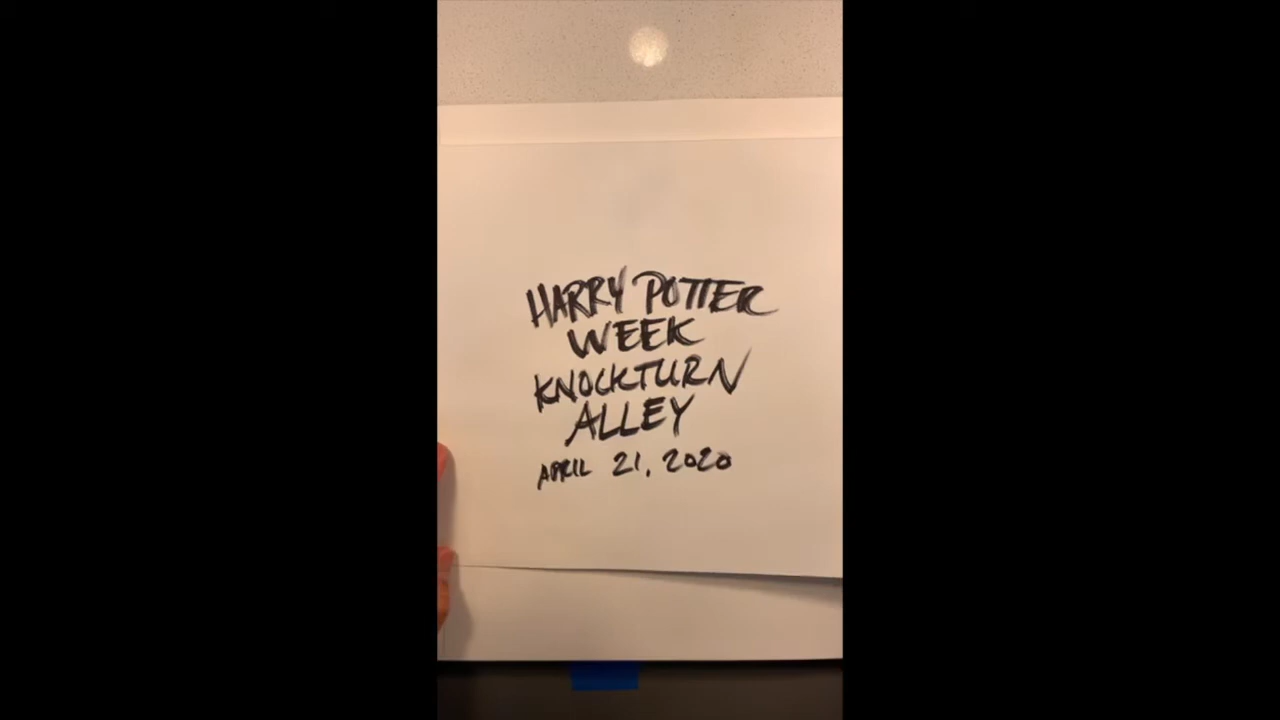 HARRY POTTER
WEEK
KNOCKTURN
ALLEY
APRIL 21, 2020